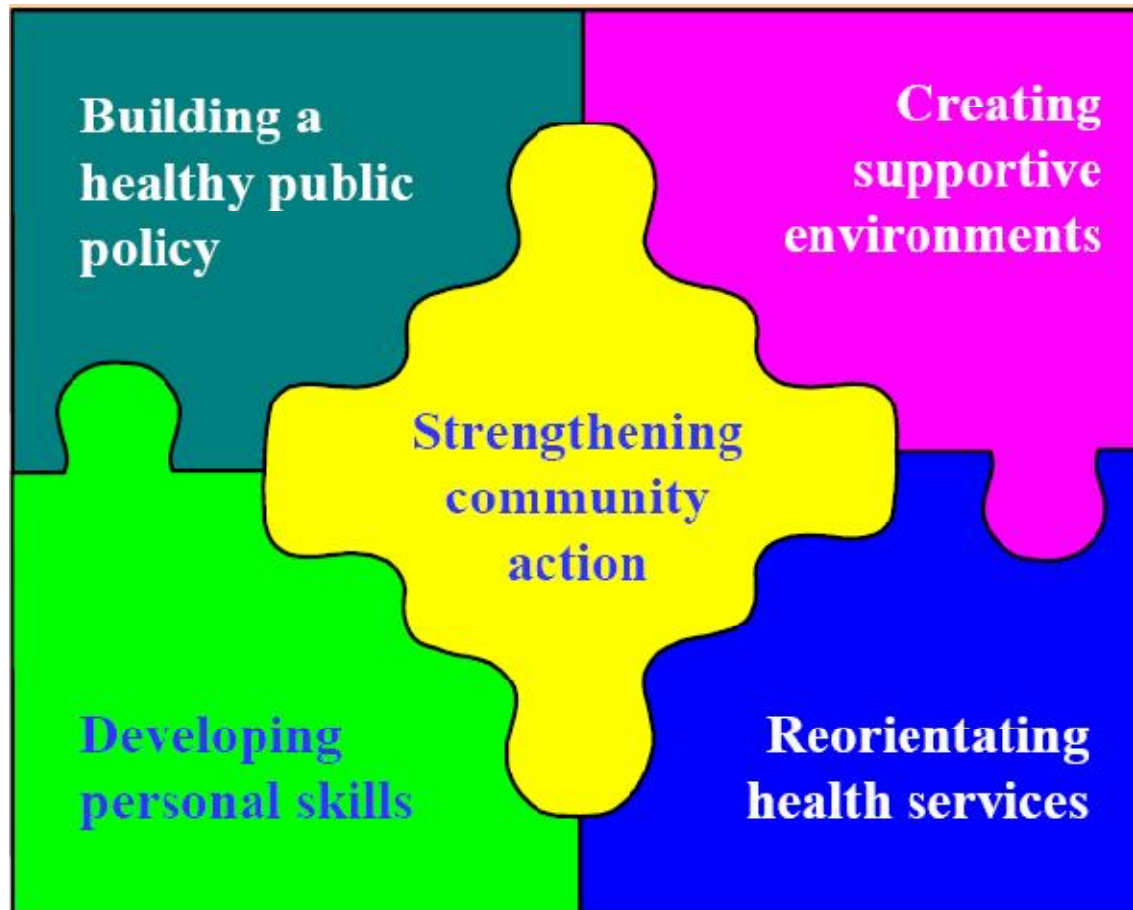 Building a
healthy public
policy
Creating
supportive
environments
Strengthening
community
action
Developing
personal skills
Reorientating
health services